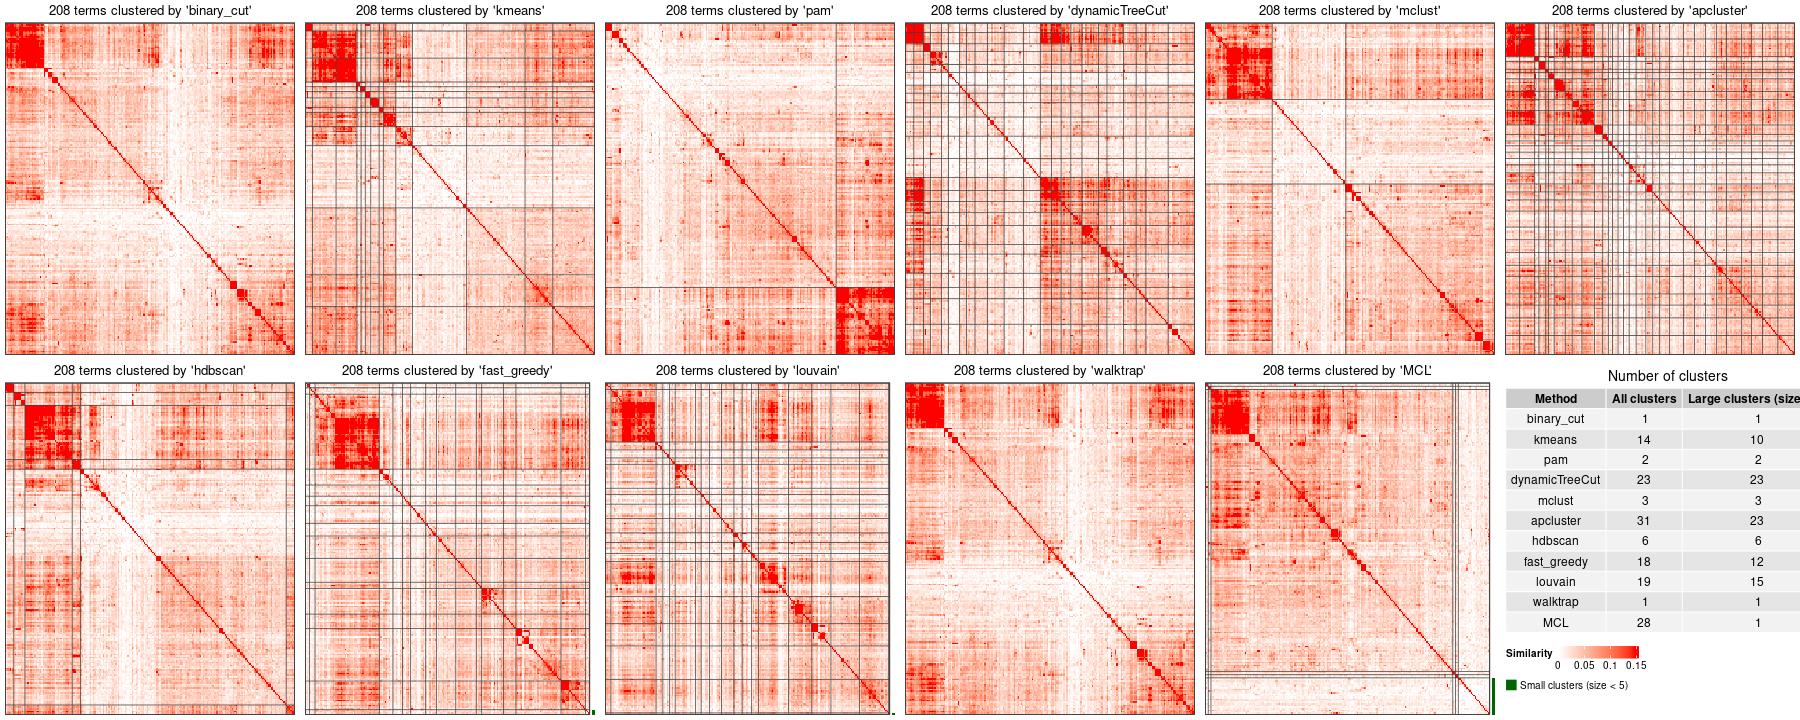 208 terms clustered by 'binary_cut'
208 terms clustered by 'kmeans'
208 terms clustered by 'pam'
208 terms clustered by 'dynamicTreeCut'
208 terms clustered by 'mclust'
208 terms clustered by 'apcluster'
208 terms clustered by 'hdbscan'
208 terms clustered by 'fast_greedy'
208 terms clustered by 'louvain'
208 terms clustered by 'walktrap'
208 terms clustered by 'MCL'
Number of clusters
Method All clusters Large clusters (size
binary_cut 1 1
kmeans 14 10
pam 2 2
dynamicTreeCut 23 23
mclust 3 3
apcluster 31 23
hdbscan 6 6
fast_greedy 18 12
louvain 19 15
walktrap 1 1
MCL 28 1
Similarity
0 0.05 0.1 0.15
Small clusters (size < 5)